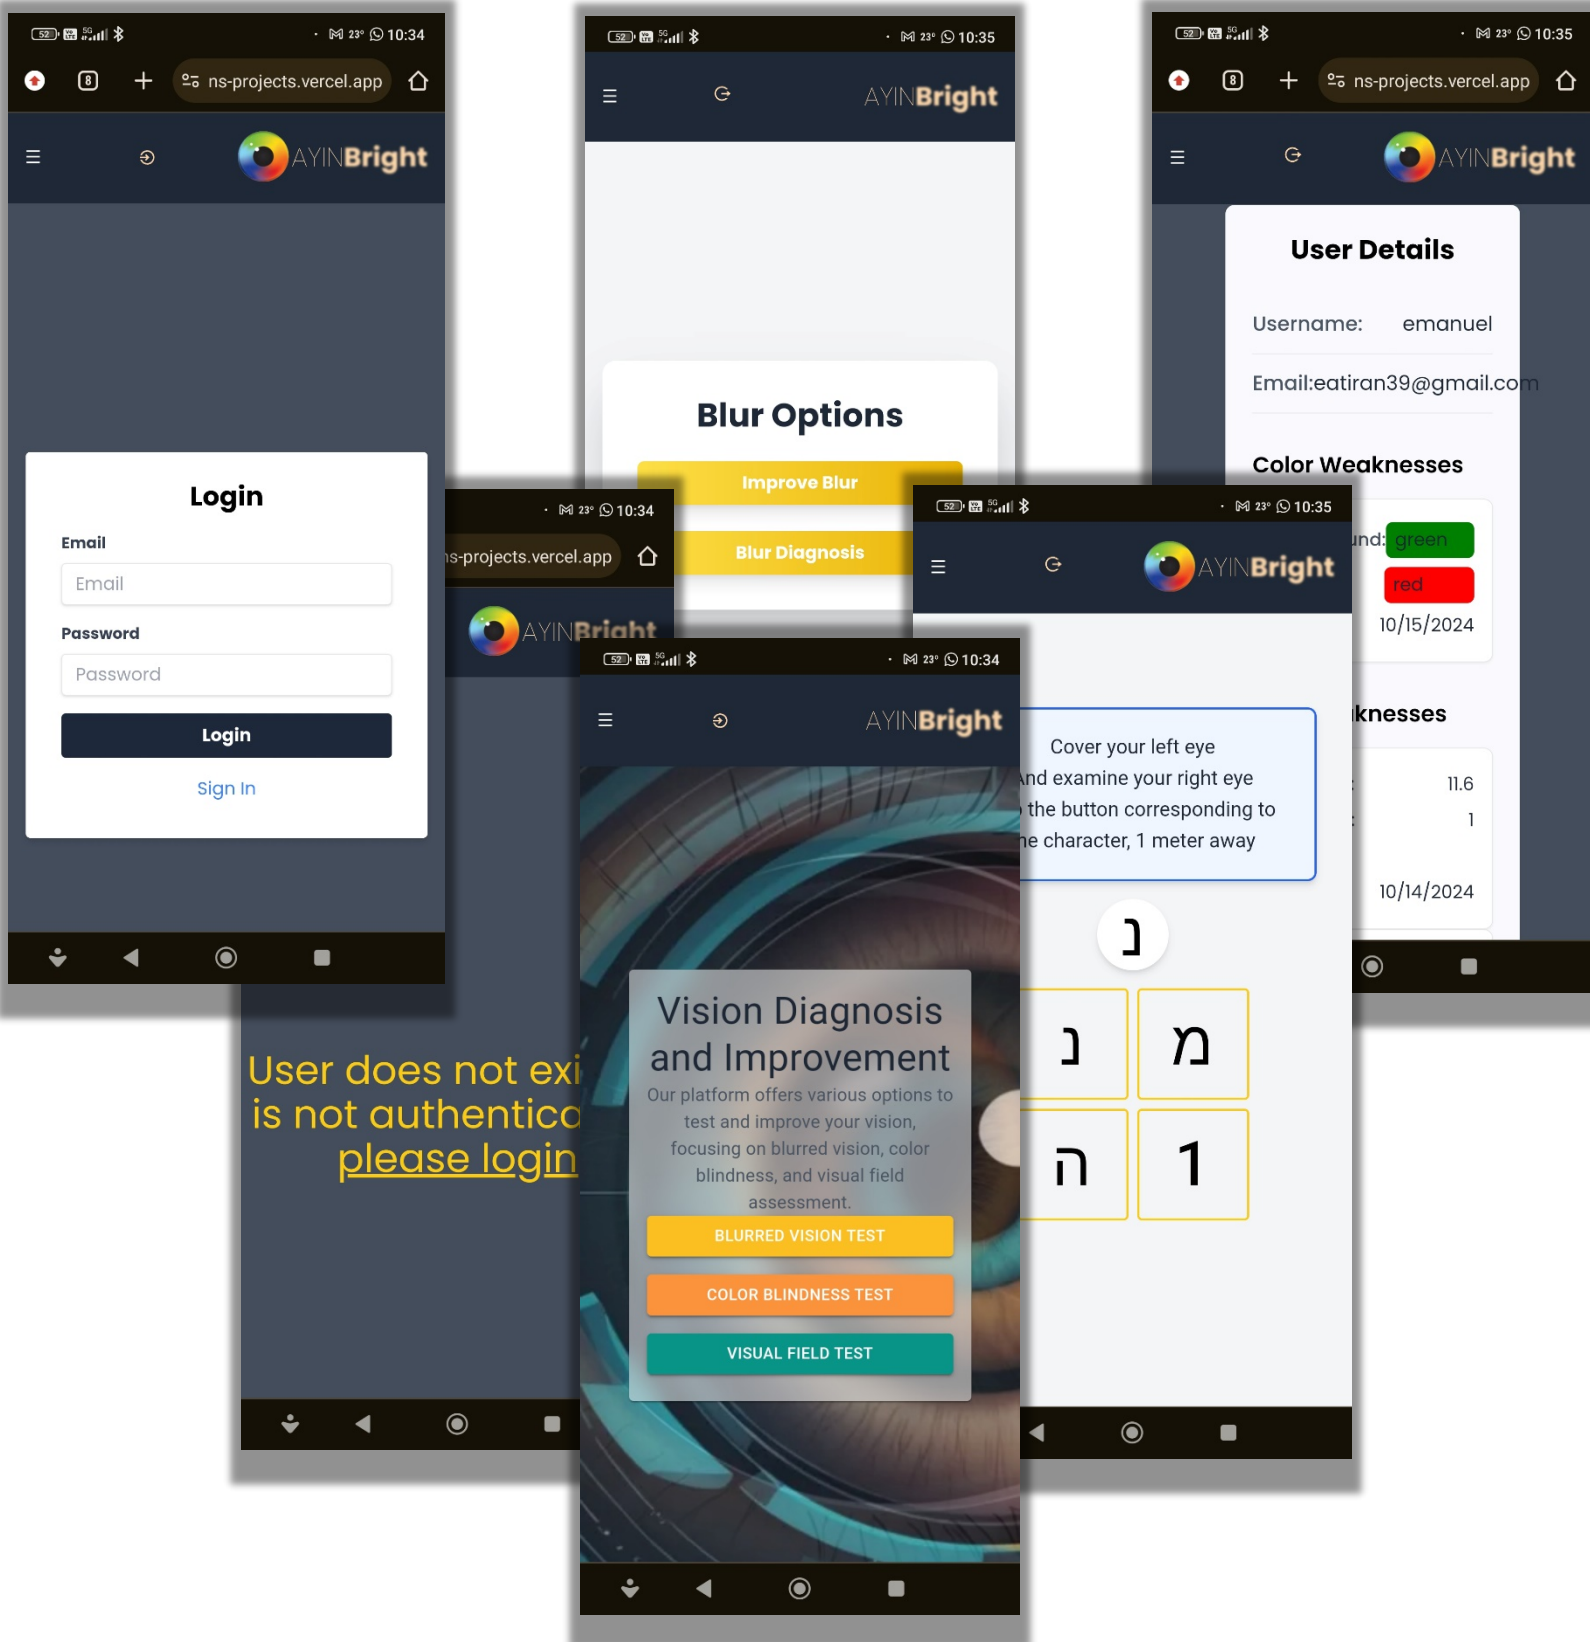 52 5G 23° 10:34
8 ns-projects.vercel.app
AYINBright
Login
Email
Email
Password
Password
Login
Sign In
52 5G 23° 10:35
AYINBright
Blur Options
Improve Blur
Blur Diagnosis
52 5G 23° 10:35
8 ns-projects.vercel.app
AYINBright
User Details
Username: emanuel
Email:eatiran39@gmail.com
Color Weaknesses
und: green
red
10/15/2024
knesses
: 11.6
: 1
10/14/2024
23° 10:34
ns-projects.vercel.app
AYINBright
User does not exi
is not authentica
please login
52 5G 23° 10:35
AYINBright
Cover your left eye
And examine your right eye
the button corresponding to
he character, 1 meter away
נ
נ מ
ה 1
52 5G 23° 10:34
AYINBright
Vision Diagnosis
and Improvement
Our platform offers various options to
test and improve your vision,
focusing on blurred vision, color
blindness, and visual field
assessment.
BLURRED VISION TEST
COLOR BLINDNESS TEST
VISUAL FIELD TEST